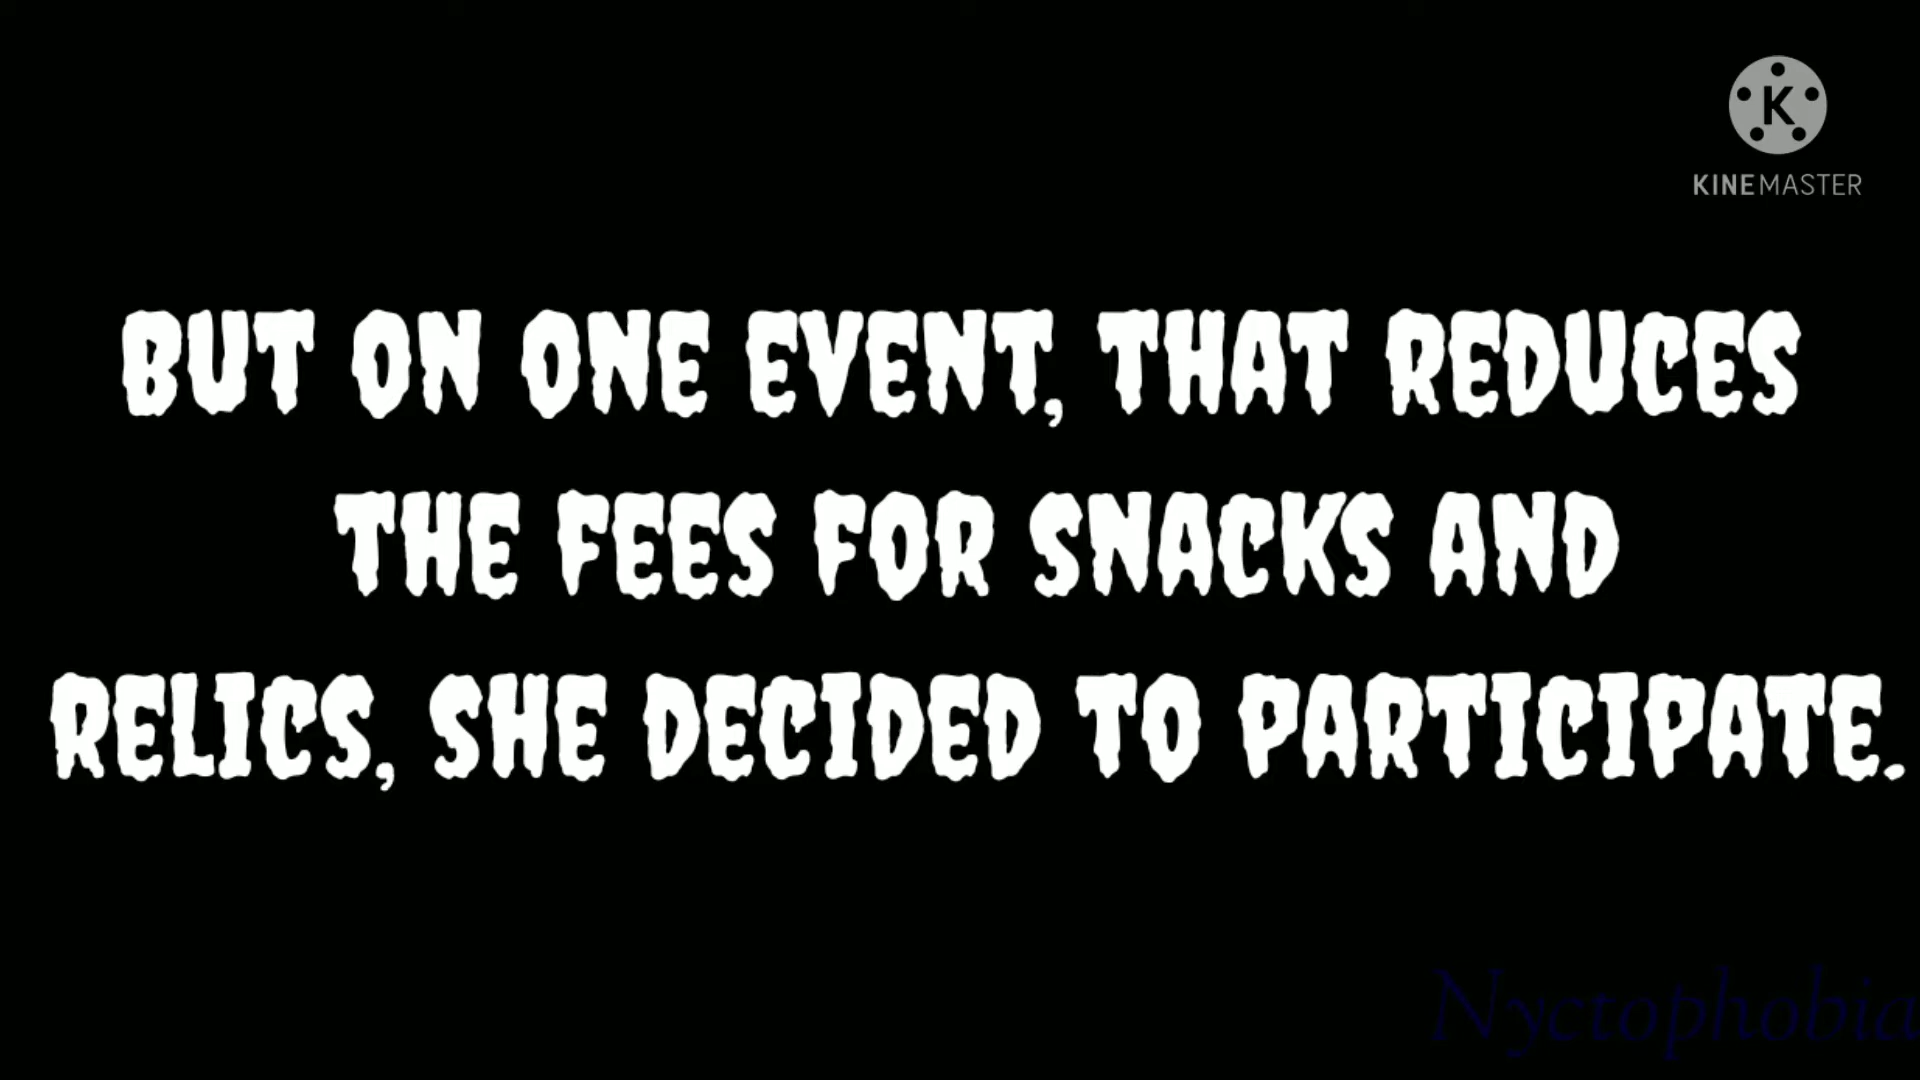 K
KINEMASTER
BUT ON ONE EVENT, THAT REDUCES
THE FEES FOR SNACKS AND
RELICS, SHE DECIDED TO PARTICIPATE.
Nyctophobia